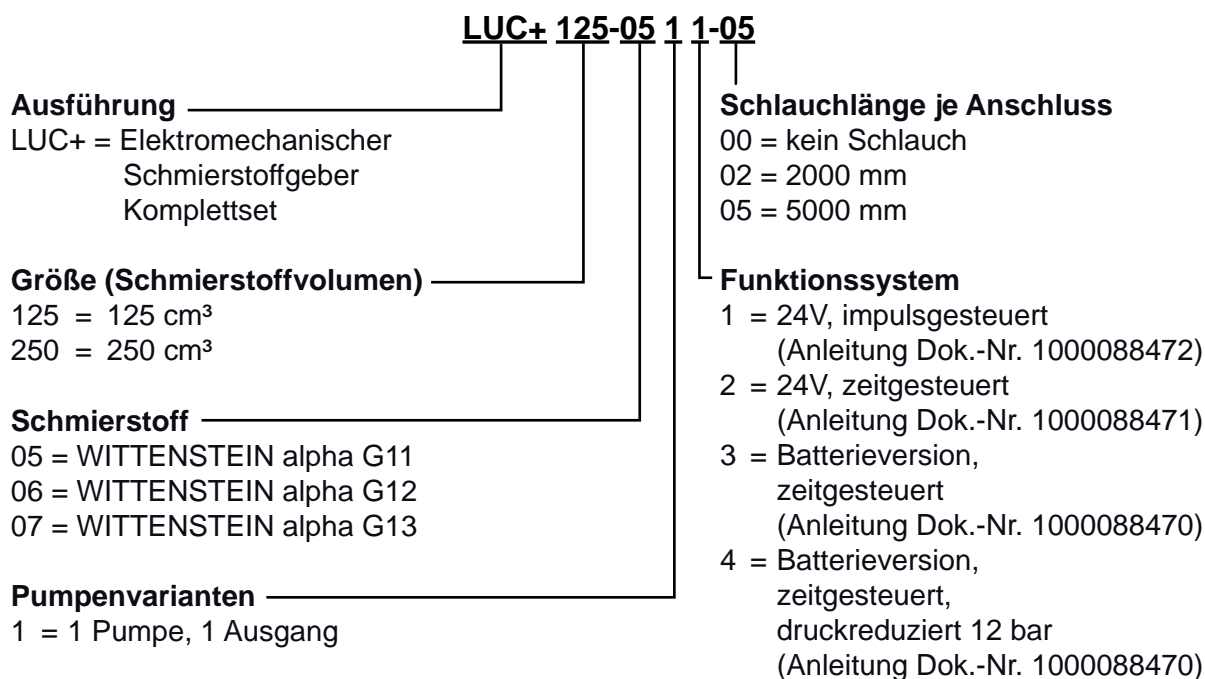 LUC+ 125-05 1 1-05
Ausführung
LUC+ = Elektromechanischer
Schmierstoffgeber
Komplettset
Größe (Schmierstoffvolumen)
125 = 125 cm³
250 = 250 cm³
Schmierstoff
05 = WITTENSTEIN alpha G11
06 = WITTENSTEIN alpha G12
07 = WITTENSTEIN alpha G13
Pumpenvarianten
1 = 1 Pumpe, 1 Ausgang
Schlauchlänge je Anschluss
00 = kein Schlauch
02 = 2000 mm
05 = 5000 mm
Funktionssystem
1 = 24V, impulsgesteuert
(Anleitung Dok.-Nr. 1000088472)
2 = 24V, zeitgesteuert
(Anleitung Dok.-Nr. 1000088471)
3 = Batterieversion,
zeitgesteuert
(Anleitung Dok.-Nr. 1000088470)
4 = Batterieversion,
zeitgesteuert,
druckreduziert 12 bar
(Anleitung Dok.-Nr. 1000088470)